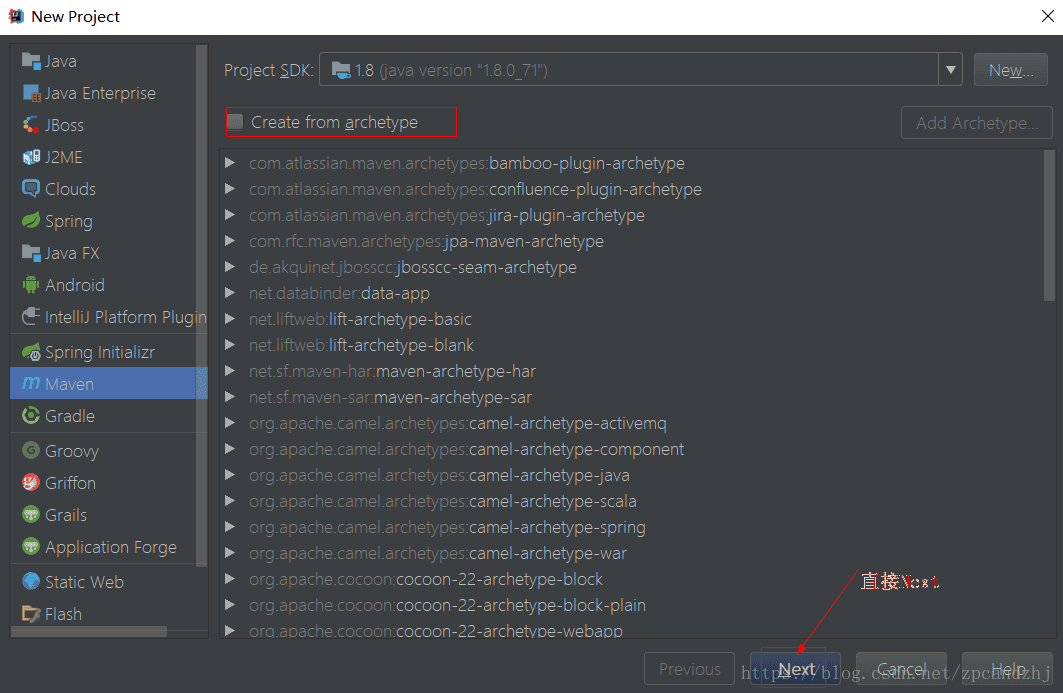 New Project
Java
Java Enterprise
JBoss
J2ME
Clouds
Spring
Java FX
Android
IntelliJ Platform Plugin
Spring Initializr
Maven
Gradle
Groovy
Griffon
Grails
Application Forge
Static Web
Flash
Project SDK: 1.8 (java version "1.8.0_71") New...
Create from archetype Add Archetype...
com.atlassian.maven.archetypes:bamboo-plugin-archetype
com.atlassian.maven.archetypes:confluence-plugin-archetype
com.atlassian.maven.archetypes:jira-plugin-archetype
com.rfc.maven.archetypes:jpa-maven-archetype
de.akquinet.jbosscc:jbosscc-seam-archetype
net.databinder:data-app
net.liftweb:lift-archetype-basic
net.liftweb:lift-archetype-blank
net.sf.maven-har:maven-archetype-har
net.sf.maven-sar:maven-archetype-sar
org.apache.camel.archetypes:camel-archetype-activemq
org.apache.camel.archetypes:camel-archetype-component
org.apache.camel.archetypes:camel-archetype-java
org.apache.camel.archetypes:camel-archetype-scala
org.apache.camel.archetypes:camel-archetype-spring
org.apache.camel.archetypes:camel-archetype-war
org.apache.cocoon:cocoon-22-archetype-block
org.apache.cocoon:cocoon-22-archetype-block-plain
org.apache.cocoon:cocoon-22-archetype-webapp
直接Next
Previous Next Cancel Help
https://blog.csdn.net/zpcandzhj